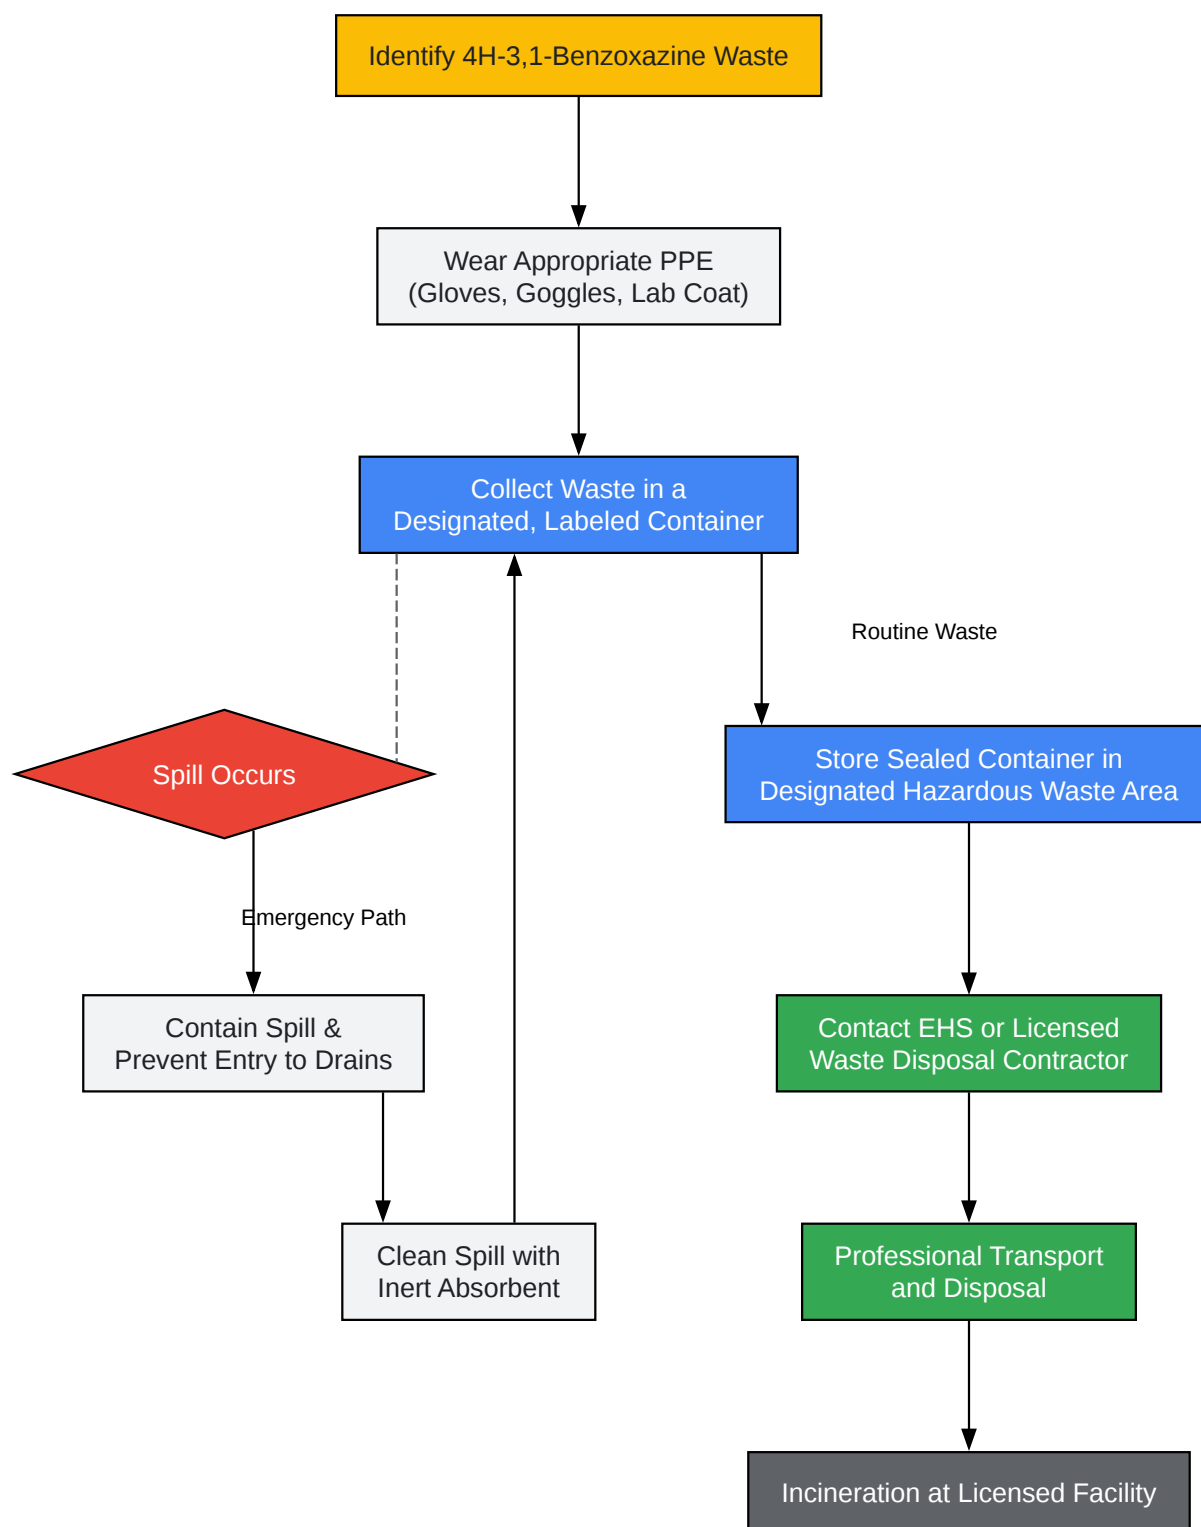 Identify 4H-3,1-Benzoxazine Waste
Wear Appropriate PPE
(Gloves, Goggles, Lab Coat)
Collect Waste in a
Designated, Labeled Container
Routine Waste
Spill Occurs
Store Sealed Container in
Designated Hazardous Waste Area
Emergency Path
Contain Spill &
Prevent Entry to Drains
Contact EHS or Licensed
Waste Disposal Contractor
Clean Spill with
Inert Absorbent
Professional Transport
and Disposal
Incineration at Licensed Facility